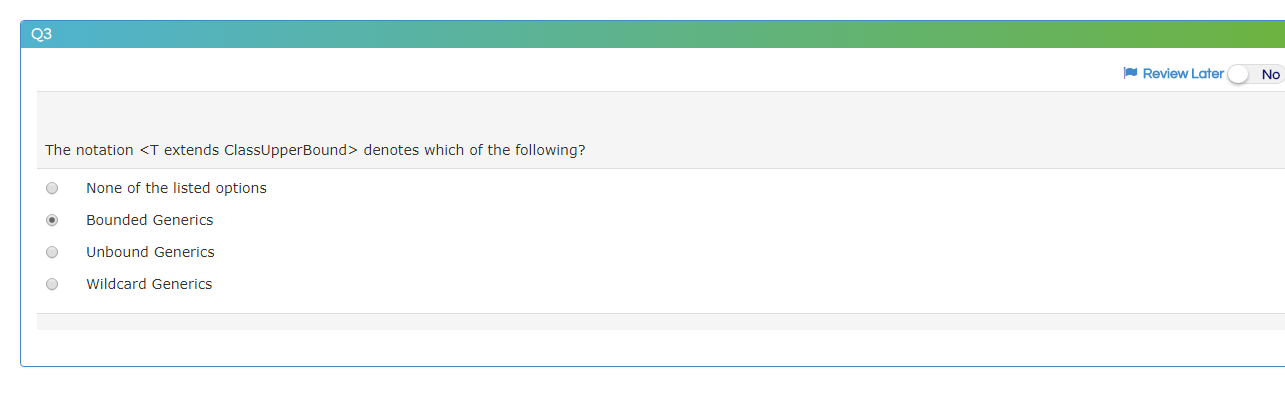 Q3
Review Later No
The notation <T extends ClassUpperBound> denotes which of the following?
None of the listed options
Bounded Generics
Unbound Generics
Wildcard Generics